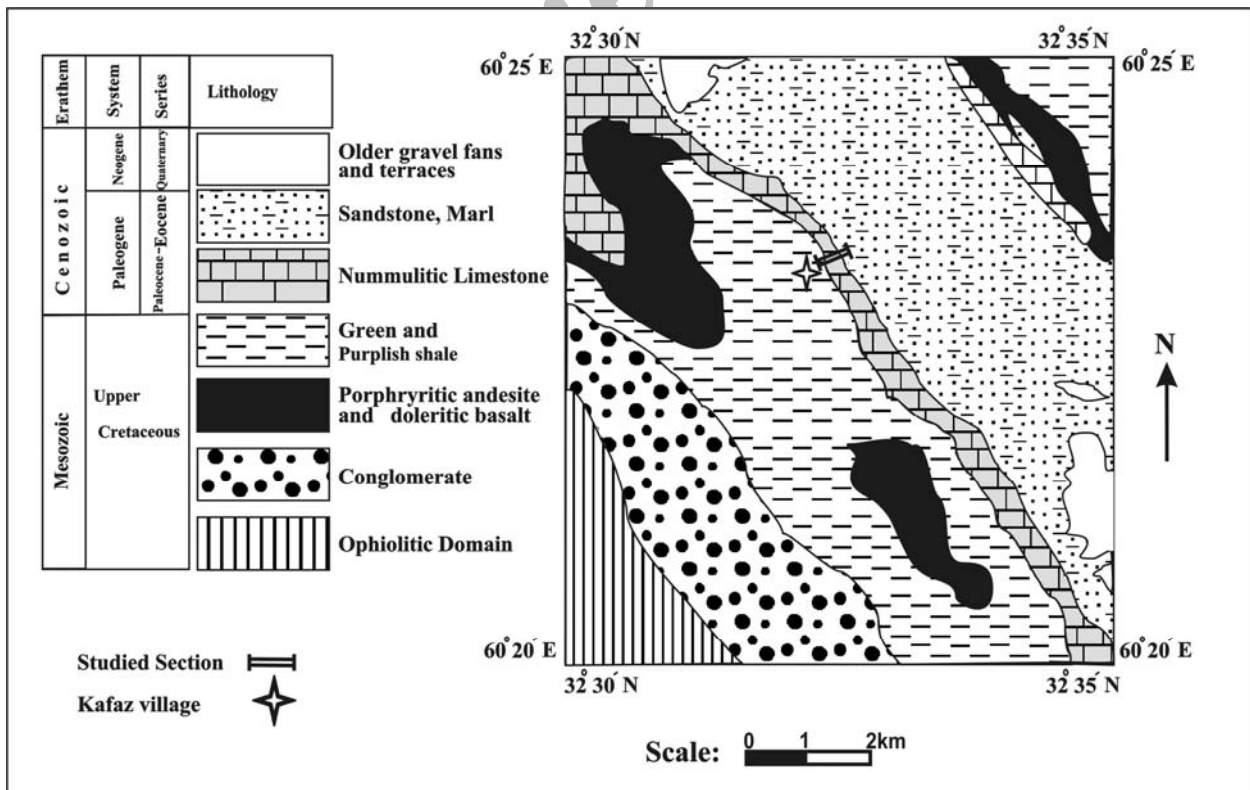 Erathem
System
Series
Lithology
Cenozoic
Neogene
Quaternary
Older gravel fans
and terraces
Paleogene
Paleocene-Eocene
Sandstone, Marl
Nummulitic Limestone
Mesozoic
Upper
Cretaceous
Green and
Purplish shale
Porphryritic andesite
and doleritic basalt
Conglomerate
Ophiolitic Domain
Studied Section
Kafaz village
32°30´N
32°35´N
60°25´E
60°25´E
N
60°20´E
60°20´E
32°30´N
32°35´N
Scale:
0 1 2km